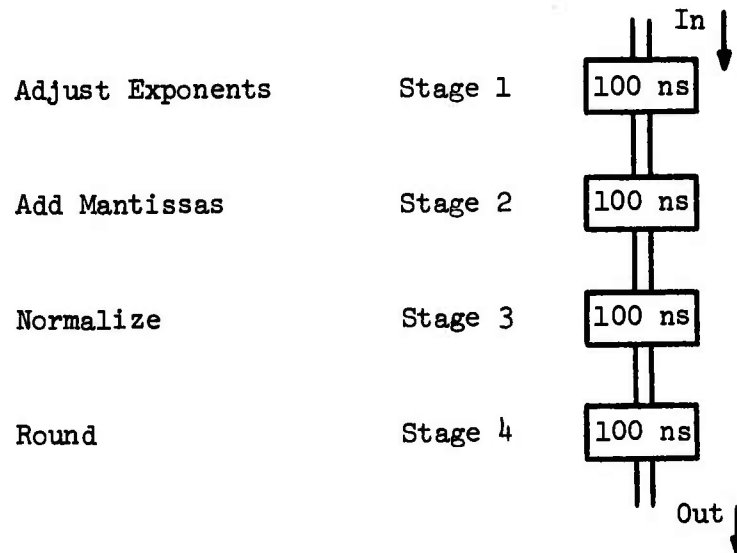 In
Adjust Exponents Stage 1 100 ns
Add Mantissas Stage 2 100 ns
Normalize Stage 3 100 ns
Round Stage 4 100 ns
Out